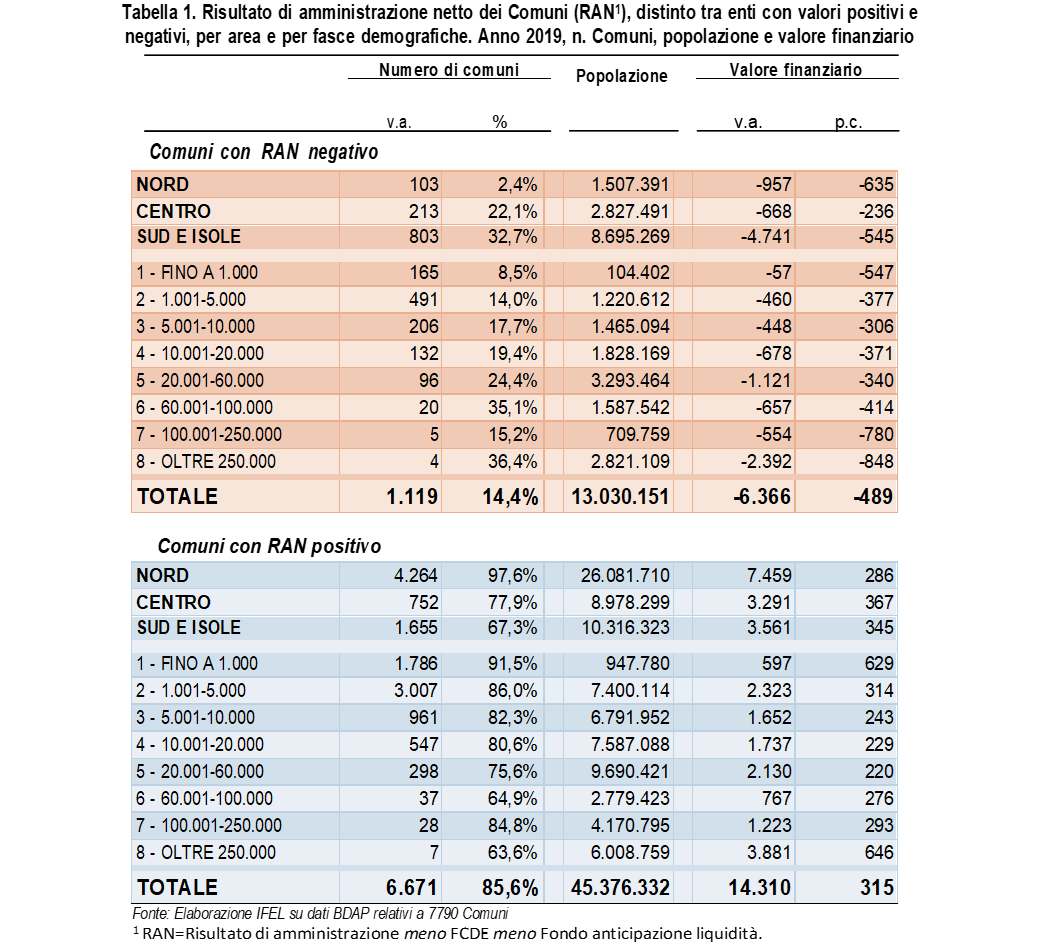 Tabella 1. Risultato di amministrazione netto dei Comuni (RAN¹), distinto tra enti con valori positivi e
negativi, per area e per fasce demografiche. Anno 2019, n. Comuni, popolazione e valore finanziario
Numero di comuni Popolazione Valore finanziario
v.a. % v.a. p.c.
Comuni con RAN negativo
NORD 103 2,4% 1.507.391 -957 -635
CENTRO 213 22,1% 2.827.491 -668 -236
SUD E ISOLE 803 32,7% 8.695.269 -4.741 -545
1 - FINO A 1.000 165 8,5% 104.402 -57 -547
2 - 1.001-5.000 491 14,0% 1.220.612 -460 -377
3 - 5.001-10.000 206 17,7% 1.465.094 -448 -306
4 - 10.001-20.000 132 19,4% 1.828.169 -678 -371
5 - 20.001-60.000 96 24,4% 3.293.464 -1.121 -340
6 - 60.001-100.000 20 35,1% 1.587.542 -657 -414
7 - 100.001-250.000 5 15,2% 709.759 -554 -780
8 - OLTRE 250.000 4 36,4% 2.821.109 -2.392 -848
TOTALE 1.119 14,4% 13.030.151 -6.366 -489
Comuni con RAN positivo
NORD 4.264 97,6% 26.081.710 7.459 286
CENTRO 752 77,9% 8.978.299 3.291 367
SUD E ISOLE 1.655 67,3% 10.316.323 3.561 345
1 - FINO A 1.000 1.786 91,5% 947.780 597 629
2 - 1.001-5.000 3.007 86,0% 7.400.114 2.323 314
3 - 5.001-10.000 961 82,3% 6.791.952 1.652 243
4 - 10.001-20.000 547 80,6% 7.587.088 1.737 229
5 - 20.001-60.000 298 75,6% 9.690.421 2.130 220
6 - 60.001-100.000 37 64,9% 2.779.423 767 276
7 - 100.001-250.000 28 84,8% 4.170.795 1.223 293
8 - OLTRE 250.000 7 63,6% 6.008.759 3.881 646
TOTALE 6.671 85,6% 45.376.332 14.310 315
Fonte: Elaborazione IFEL su dati BDAP relativi a 7790 Comuni
¹ RAN=Risultato di amministrazione meno FCDE meno Fondo anticipazione liquidità.